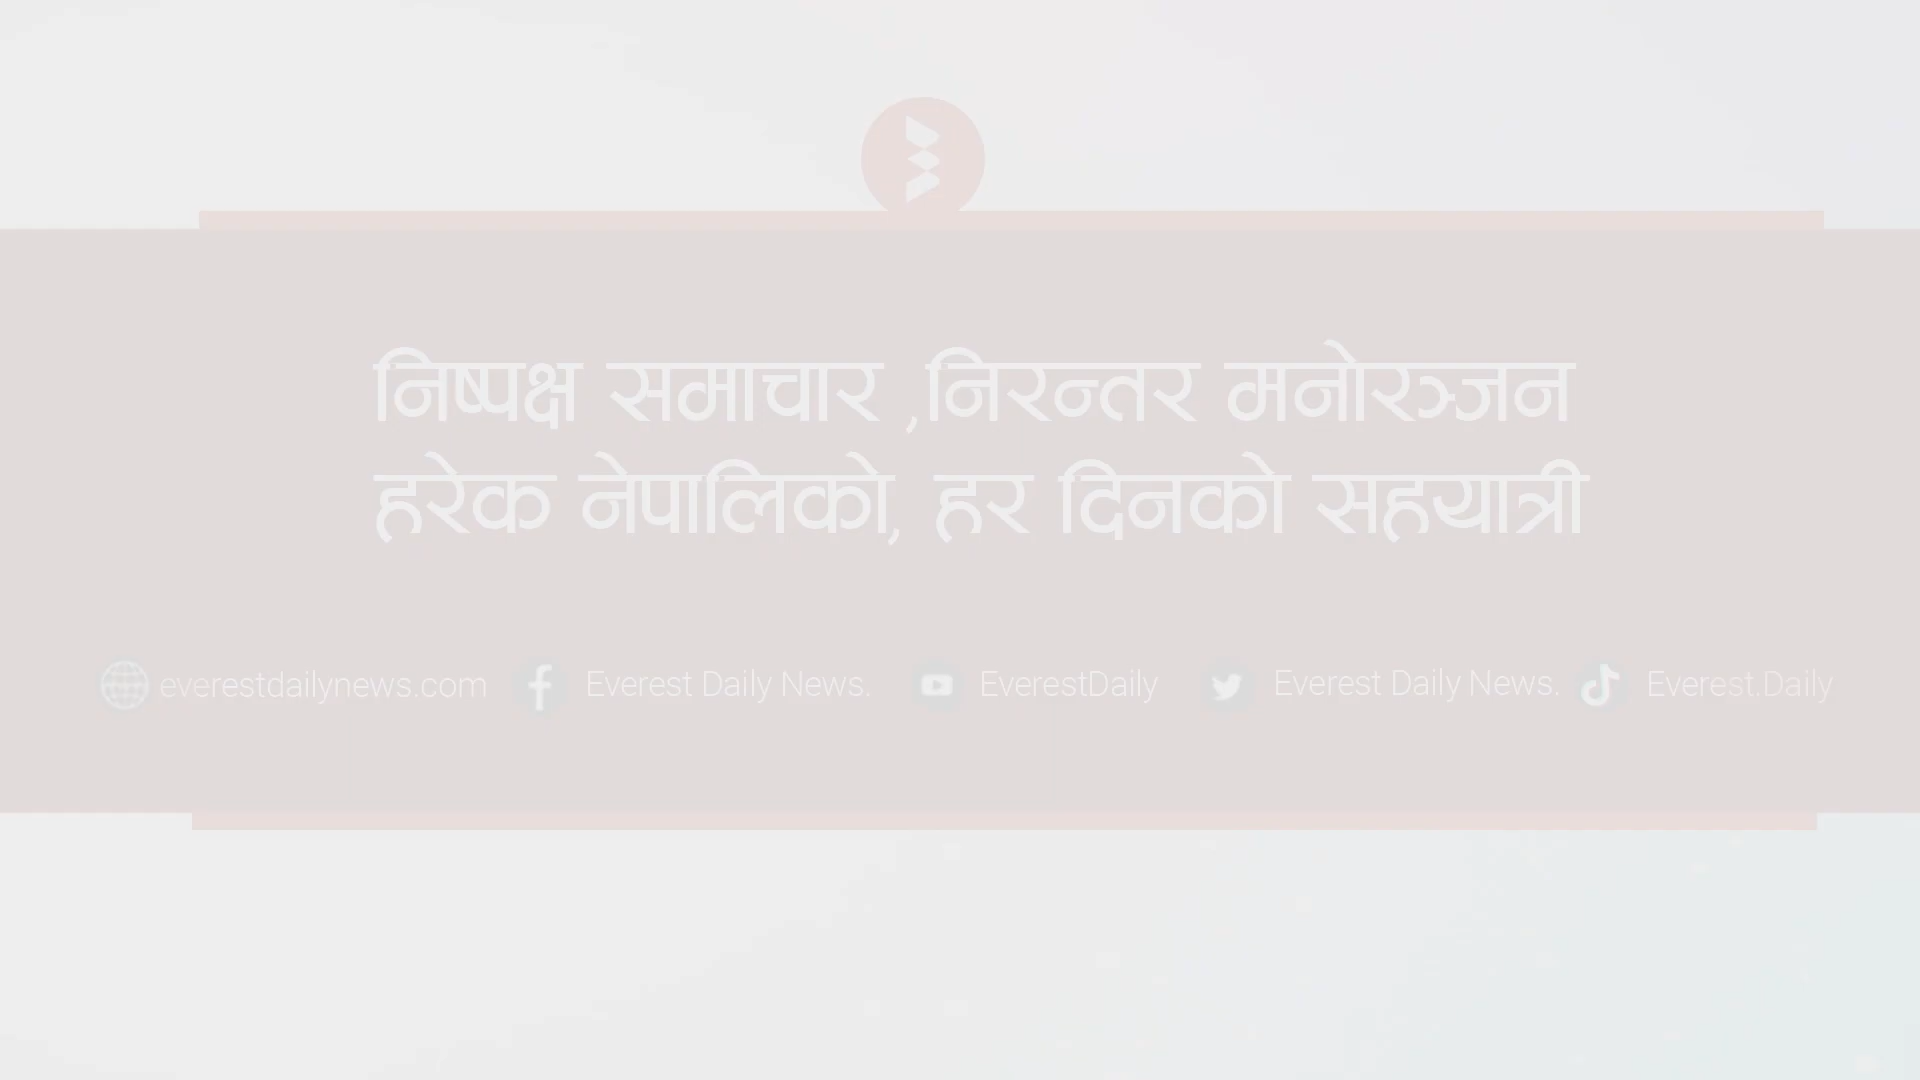 निष्पक्ष समाचार ,निरन्तर मनोरञ्जन
हरेक नेपालिको, हर दिनको सहयात्री
everestdailynews.com Everest Daily News. EverestDaily Everest Daily News. Everest.Daily